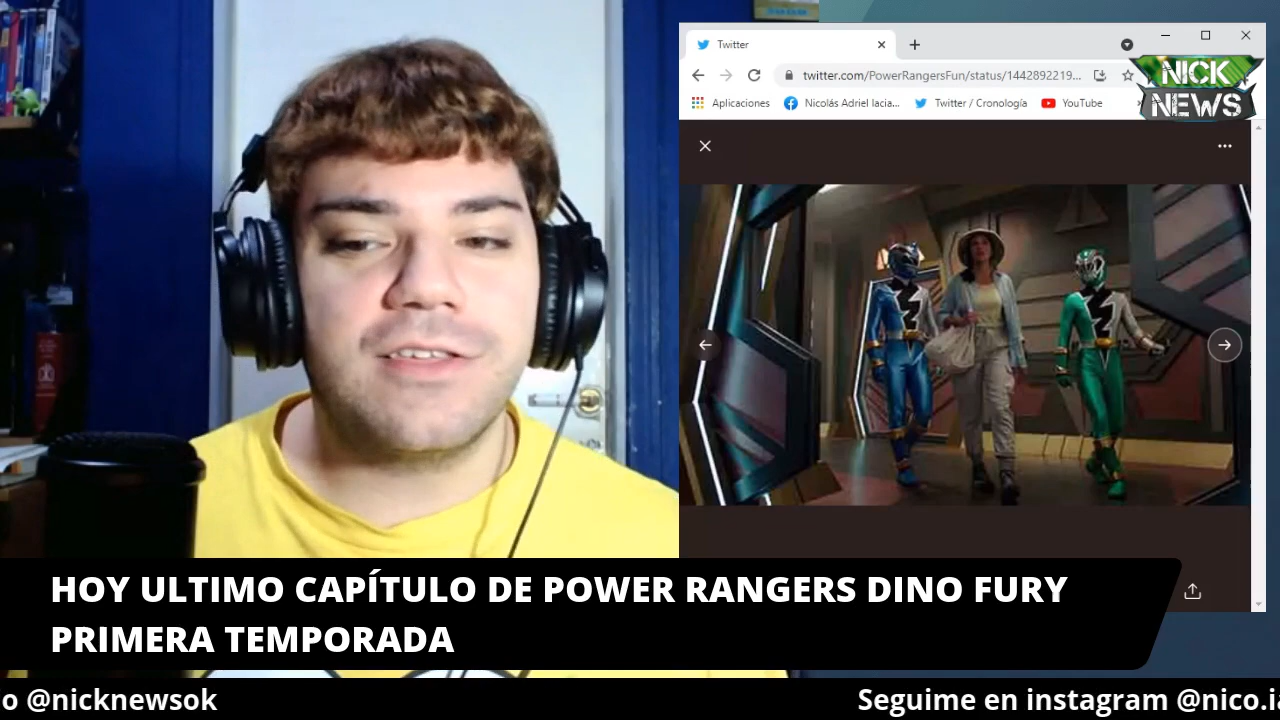 Twitter
twitter.com/PowerRangersFun/status/1442892219...
Aplicaciones
Nicolás Adriel Iacia...
Twitter / Cronología
YouTube
NICK
NEWS
HOY ULTIMO CAPÍTULO DE POWER RANGERS DINO FURY
PRIMERA TEMPORADA
o @nicknewsok
Seguime en instagram @nico.ia